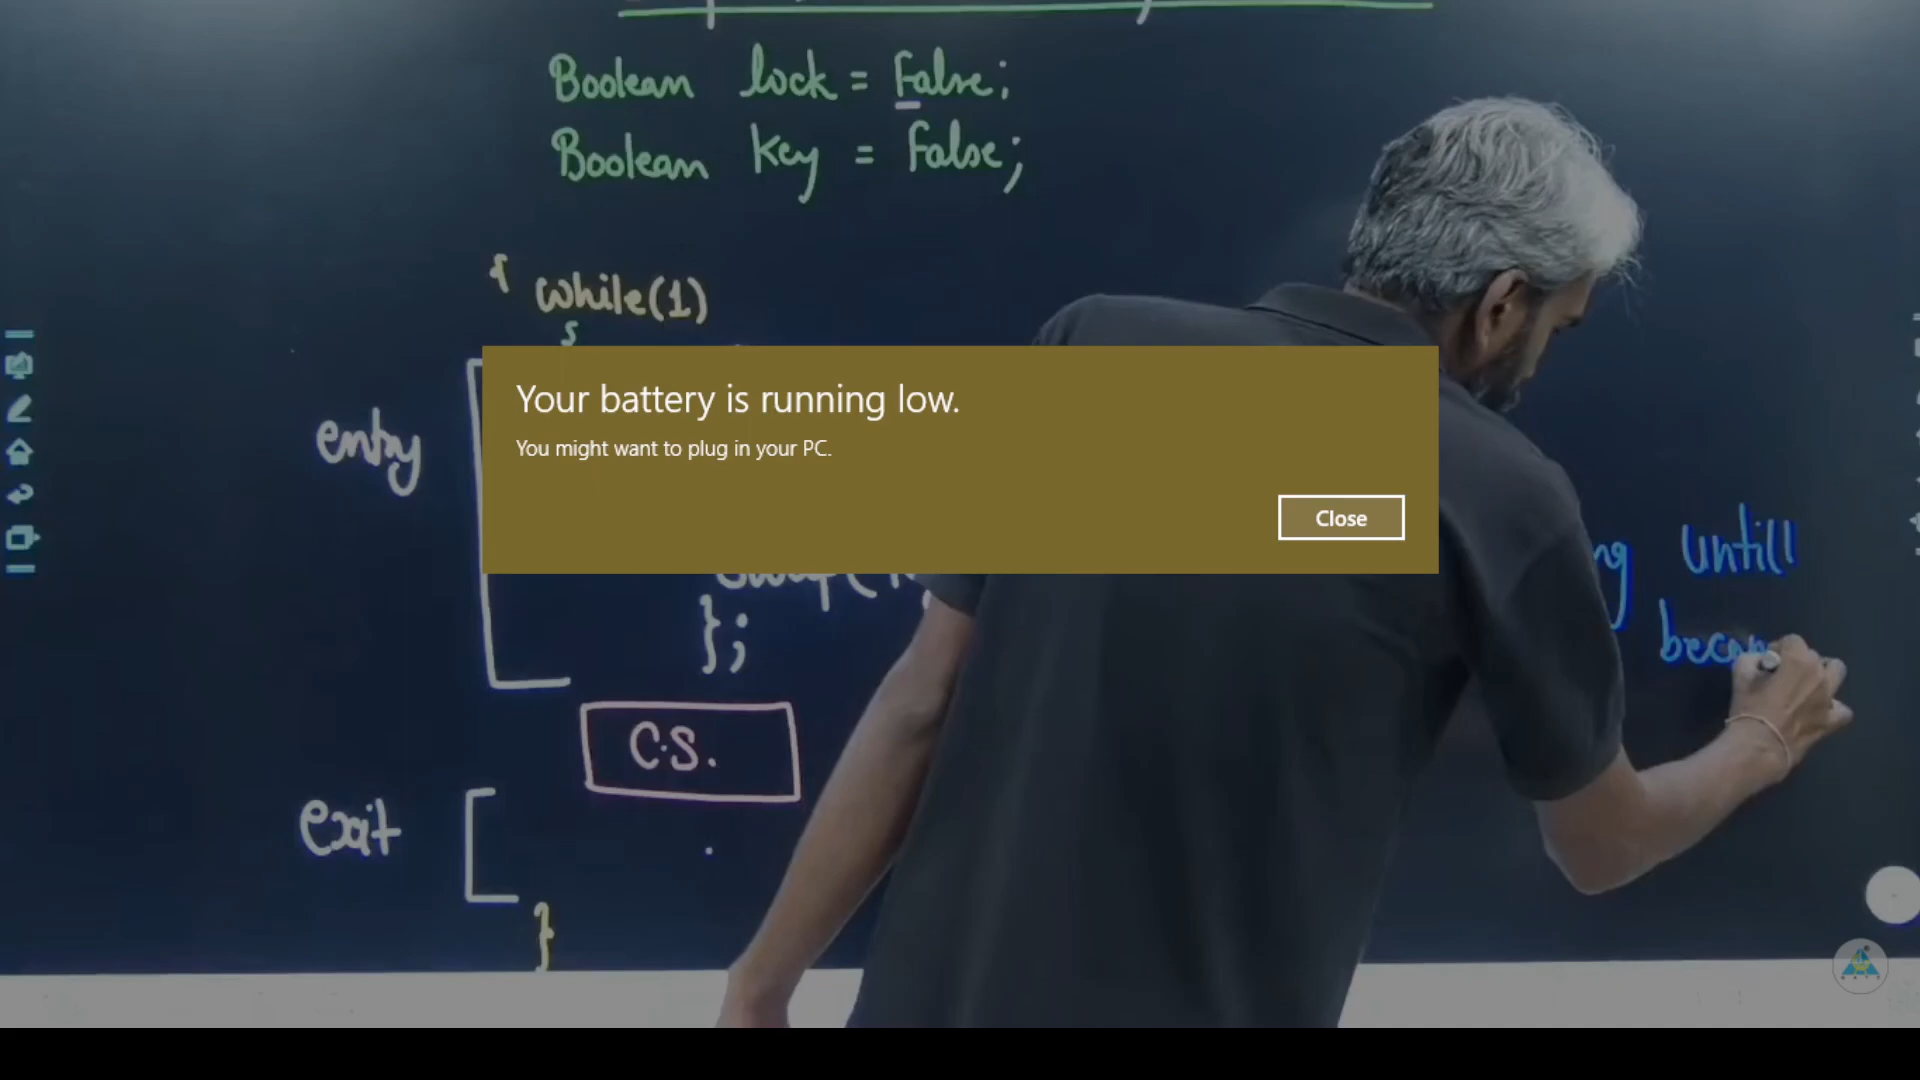 Boolean lock = False;
Boolean key = False;
{ while(1)
Your battery is running low.
You might want to plug in your PC.
Close
entry
untill
};
C.S.
exit
}